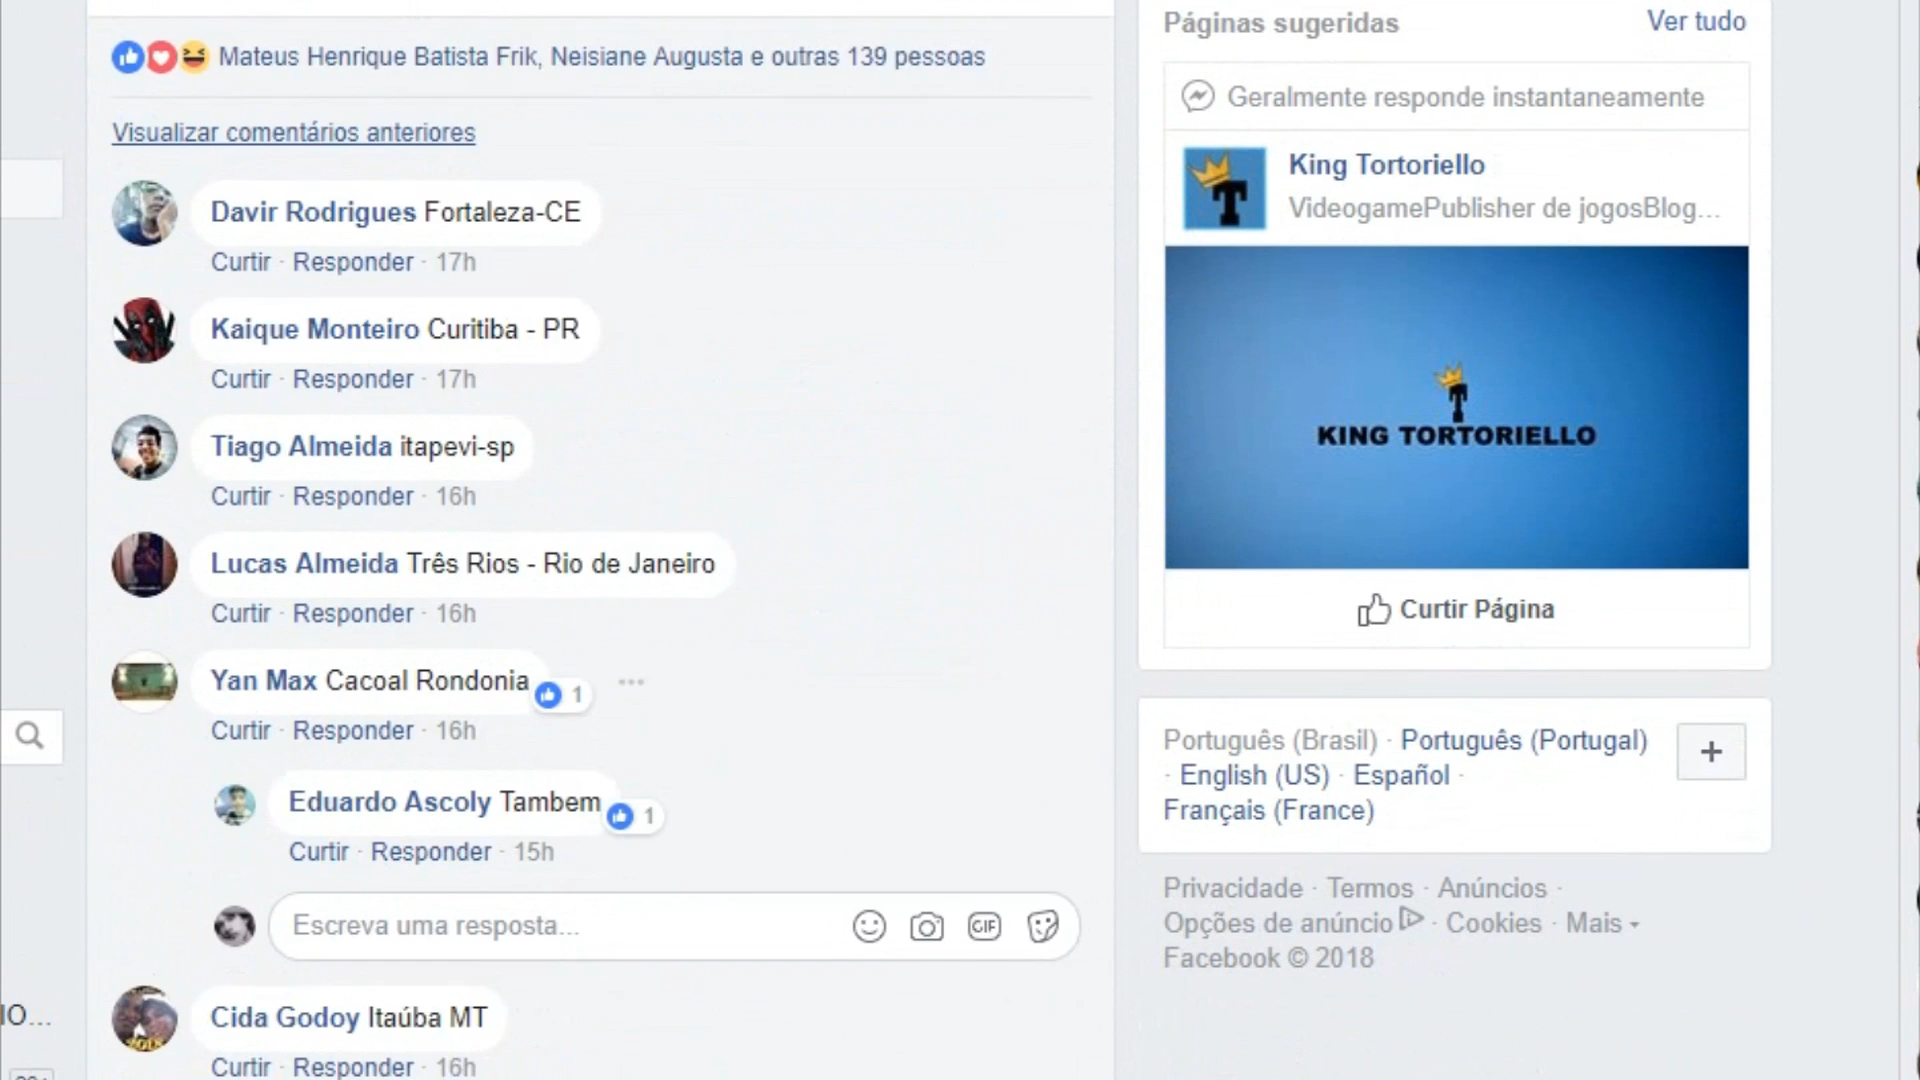 Mateus Henrique Batista Frik, Neisiane Augusta e outras 139 pessoas
Visualizar comentários anteriores
Davir Rodrigues Fortaleza-CE
Curtir · Responder · 17h
Kaique Monteiro Curitiba - PR
Curtir · Responder · 17h
Tiago Almeida itapevi-sp
Curtir · Responder · 16h
Lucas Almeida Três Rios - Rio de Janeiro
Curtir · Responder · 16h
Yan Max Cacoal Rondonia
1
Curtir · Responder · 16h
Eduardo Ascoly Tambem
1
Curtir · Responder · 15h
Escreva uma resposta...
GIF
Cida Godoy Itaúba MT
Curtir · Responder · 16h
Páginas sugeridas
Ver tudo
Geralmente responde instantaneamente
King Tortoriello
VideogamePublisher de jogosBlog...
T
KING TORTORIELLO
Curtir Página
Português (Brasil) · Português (Portugal)
· English (US) · Español ·
Français (France)
+
Privacidade · Termos · Anúncios ·
Opções de anúncio · Cookies · Mais
Facebook © 2018